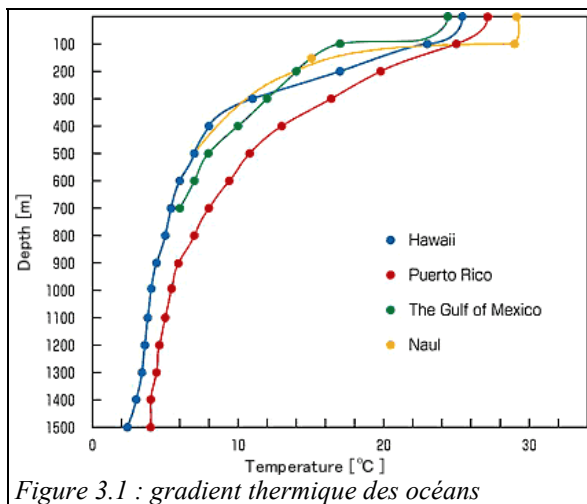 100
200
300
400
500
600
700
800
900
1000
1100
1200
1300
1400
1500
Depth [m]
Hawaii
Puerto Rico
The Gulf of Mexico
Naul
0 10 20 30
Temperature [°C]
Figure 3.1 : gradient thermique des océans